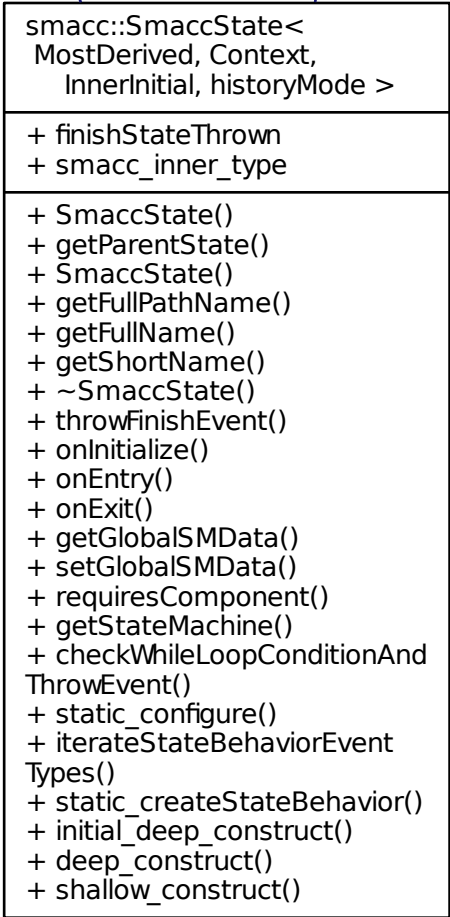 smacc::SmaccState<
MostDerived, Context,
InnerInitial, historyMode >
+ finishStateThrown
+ smacc_inner_type
+ SmaccState()
+ getParentState()
+ SmaccState()
+ getFullPathName()
+ getFullName()
+ getShortName()
+ ~SmaccState()
+ throwFinishEvent()
+ onInitialize()
+ onEntry()
+ onExit()
+ getGlobalSMData()
+ setGlobalSMData()
+ requiresComponent()
+ getStateMachine()
+ checkWhileLoopConditionAnd
ThrowEvent()
+ static_configure()
+ iterateStateBehaviorEvent
Types()
+ static_createStateBehavior()
+ initial_deep_construct()
+ deep_construct()
+ shallow_construct()